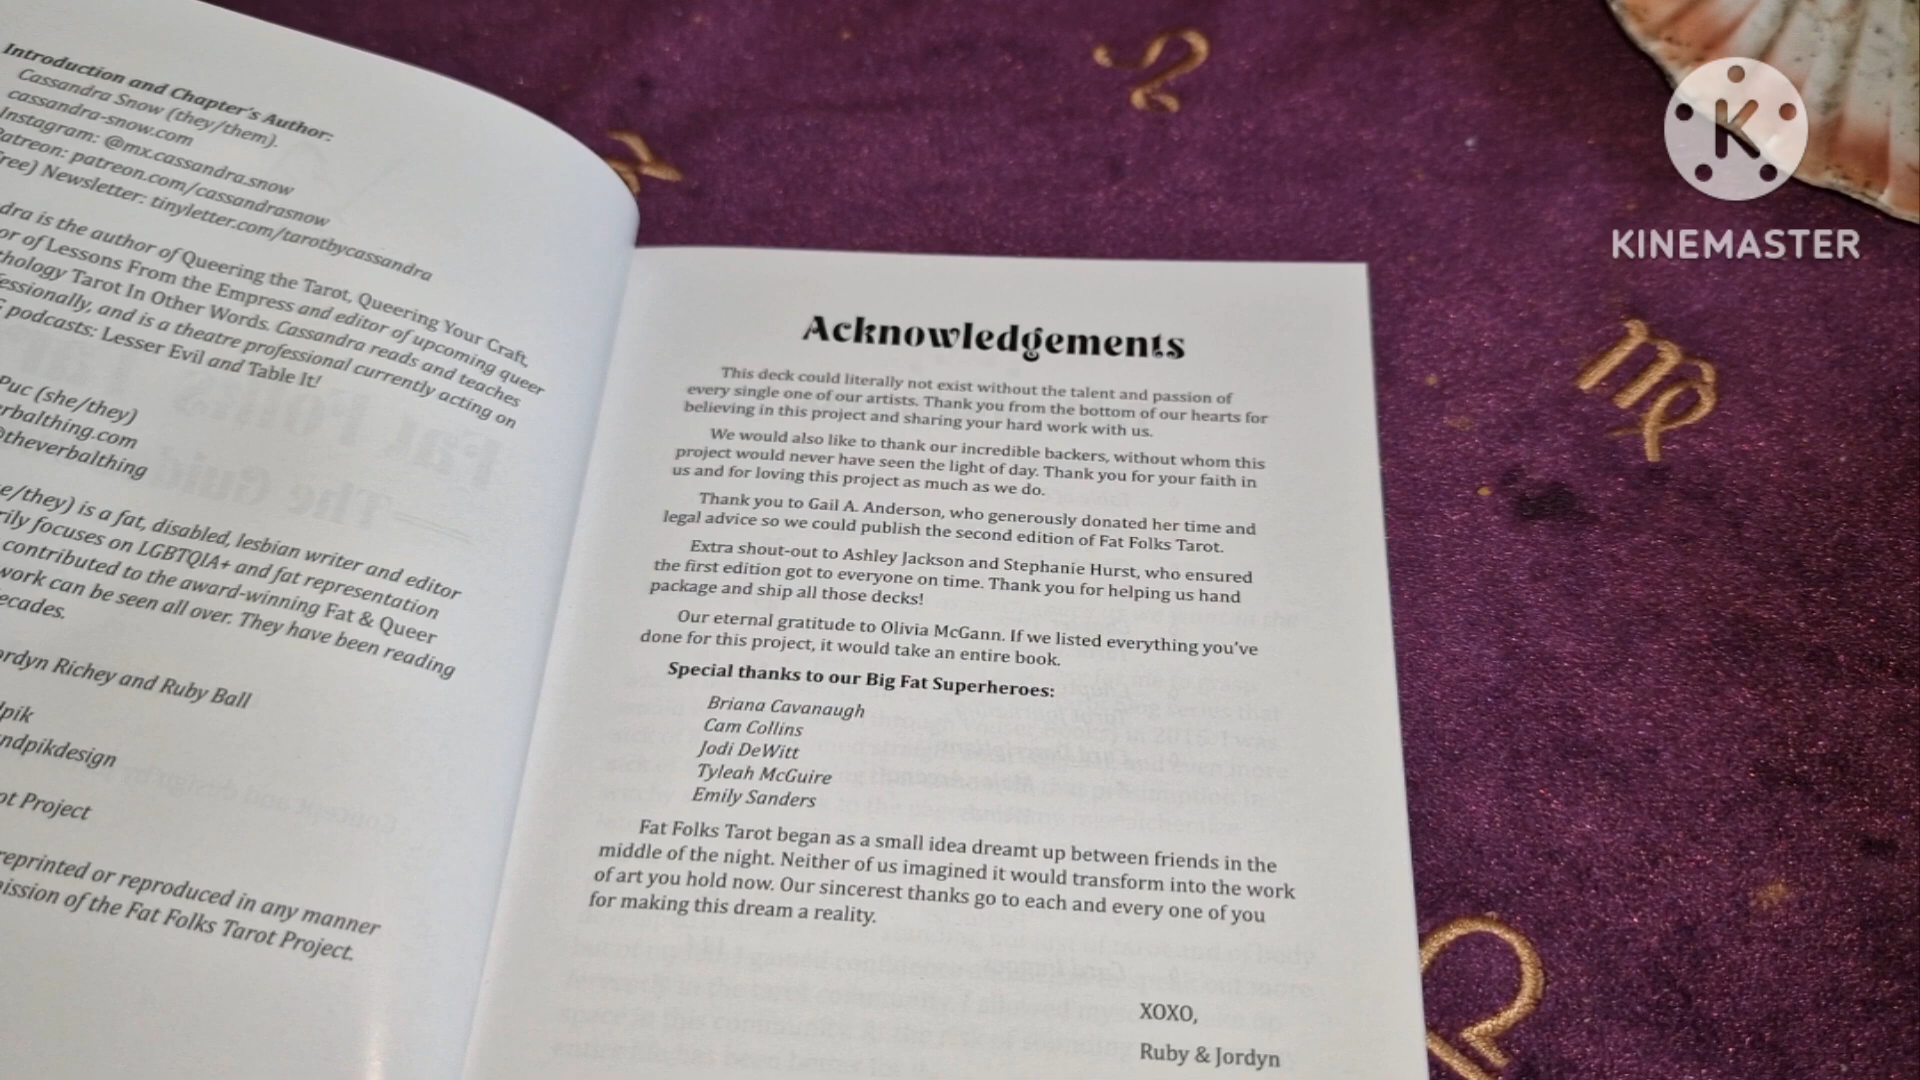 Introduction and Chapter's Author:
Cassandra Snow (they/them).
cassandra-snow.com
Instagram: @mx.cassandra.snow
Patreon: patreon.com/cassandrasnow
Free) Newsletter: tinyletter.com/tarotbycassandra
is the author of Queering the Tarot, Queering Your Craft,
or of Lessons From the Empress and editor of upcoming queer
Tarot In Other Words. Cassandra reads and teaches
and is a theatre professional currently acting on
podcasts: Lesser Evil and Table It!
Puc (she/they)
@theverbalthing
is a fat, disabled, lesbian writer and editor
focuses on LGBTQIA+ and fat representation
contributed to the award-winning Fat & Queer
work can be seen all over. They have been reading
Richey and Ruby Ball
Project
reprinted or reproduced in any manner
of the Fat Folks Tarot Project.
Acknowledgements
This deck could literally not exist without the talent and passion of
every single one of our artists. Thank you from the bottom of our hearts for
believing in this project and sharing your hard work with us.
We would also like to thank our incredible backers, without whom this
project would never have seen the light of day. Thank you for your faith in
us and for loving this project as much as we do.
Thank you to Gail A. Anderson, who generously donated her time and
legal advice so we could publish the second edition of Fat Folks Tarot.
Extra shout-out to Ashley Jackson and Stephanie Hurst, who ensured
the first edition got to everyone on time. Thank you for helping us hand
package and ship all those decks!
Our eternal gratitude to Olivia McGann. If we listed everything you've
done for this project, it would take an entire book.
Special thanks to our Big Fat Superheroes:
Briana Cavanaugh
Cam Collins
Jodi DeWitt
Tyleah McGuire
Emily Sanders
Fat Folks Tarot began as a small idea dreamt up between friends in the
middle of the night. Neither of us imagined it would transform into the work
of art you hold now. Our sincerest thanks go to each and every one of you
for making this dream a reality.
XOXO,
Ruby & Jordyn
K
KINEMASTER